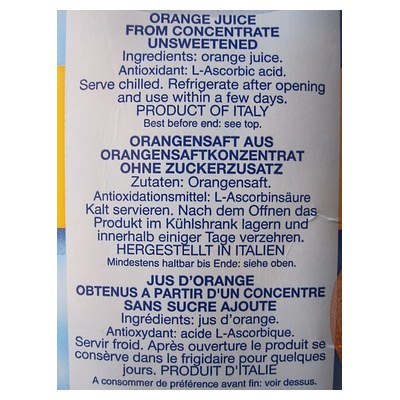 ORANGE JUICE
FROM CONCENTRATE
UNSWEETENED
Ingredients: orange juice.
Antioxidant: L-Ascorbic acid.
Serve chilled. Refrigerate after opening
and use within a few days.
PRODUCT OF ITALY
Best before end: see top.
ORANGENSAFT AUS
ORANGENSAFTKONZENTRAT
OHNE ZUCKERZUSATZ
Zutaten: Orangensaft.
Antioxidationsmittel: L-Ascorbinsäure
Kalt servieren. Nach dem Offnen das
Produkt im Kühlshrank lagern und
innerhalb einiger Tage verzehren.
HERGESTELLT IN ITALIEN
Mindestens haltbar bis Ende: siehe oben.
JUS D'ORANGE
OBTENUS A PARTIR D'UN CONCENTRE
SANS SUCRE AJOUTE
Ingrédients: jus d'orange.
Antioxydant: acide L-Ascorbique.
Servir froid. Après ouverture le produit se
consèrve dans le frigidaire pour quelques
jours. PRODUIT D'ITALIE
A consommer de préférence avant fin: voir dessus.